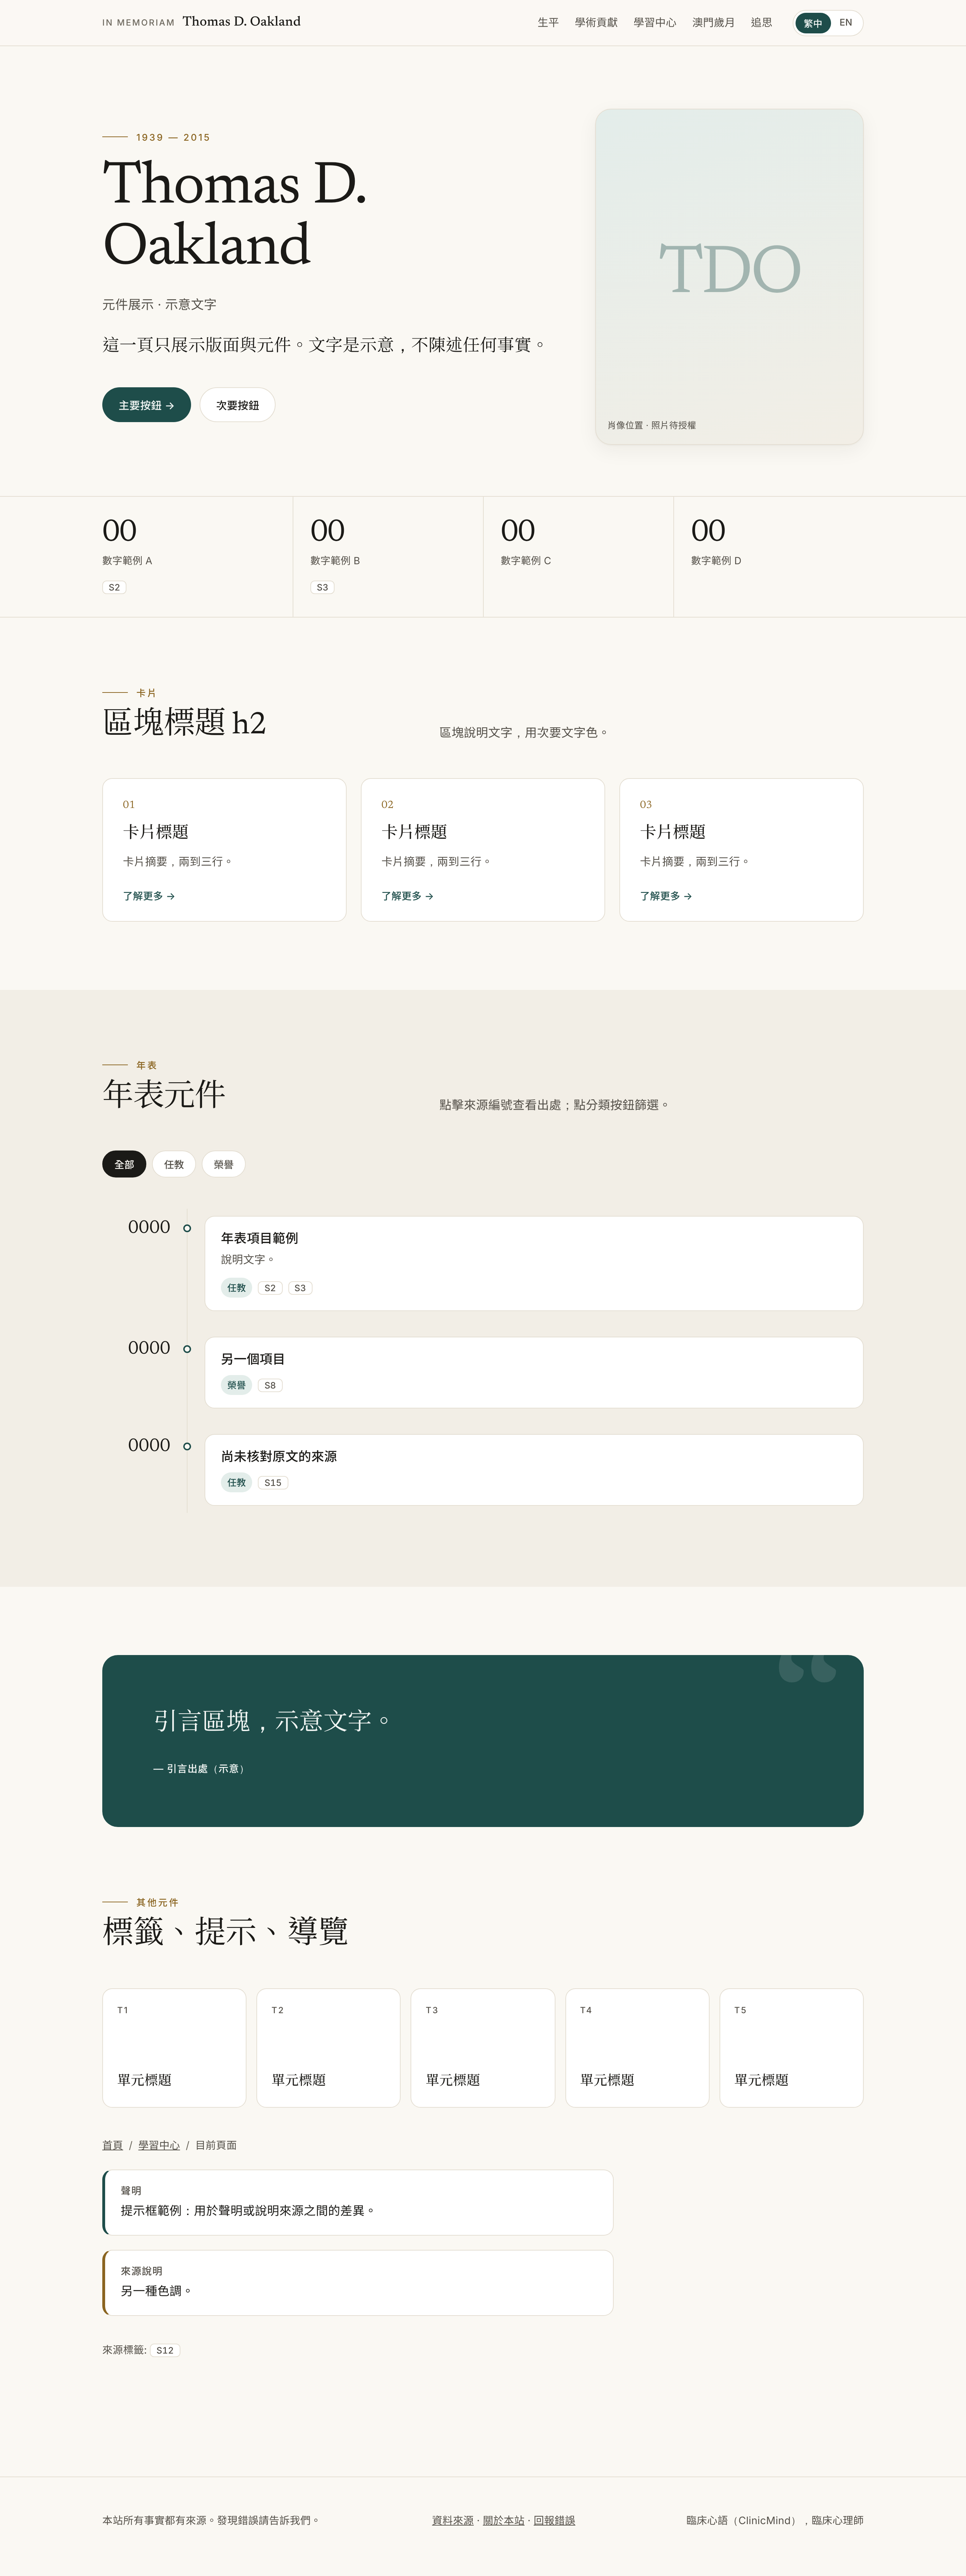 IN MEMORIAM Thomas D. Oakland
生平 學術貢獻 學習中心 澳門歲月 追思 繁中 EN
1939 — 2015
Thomas D.
Oakland
元件展示 · 示意文字
這一頁只展示版面與元件。文字是示意，不陳述任何事實。
主要按鈕 → 次要按鈕
TDO
肖像位置 · 照片待授權
00 00 00 00
數字範例 A 數字範例 B 數字範例 C 數字範例 D
S2 S3
卡片
區塊標題 h2
區塊說明文字，用次要文字色。
01 02 03
卡片標題 卡片標題 卡片標題
卡片摘要，兩到三行。 卡片摘要，兩到三行。 卡片摘要，兩到三行。
了解更多 → 了解更多 → 了解更多 →
年表
年表元件
點擊來源編號查看出處；點分類按鈕篩選。
全部 任教 榮譽
0000
年表項目範例
說明文字。
任教 S2 S3
0000
另一個項目
榮譽 S8
0000
尚未核對原文的來源
任教 S15
“
引言區塊，示意文字。
— 引言出處（示意）
其他元件
標籤、提示、導覽
T1 T2 T3 T4 T5
單元標題 單元標題 單元標題 單元標題 單元標題
首頁 / 學習中心 / 目前頁面
聲明
提示框範例：用於聲明或說明來源之間的差異。
來源說明
另一種色調。
來源標籤: S12
本站所有事實都有來源。發現錯誤請告訴我們。
資料來源 · 關於本站 · 回報錯誤
臨床心語（ClinicMind），臨床心理師